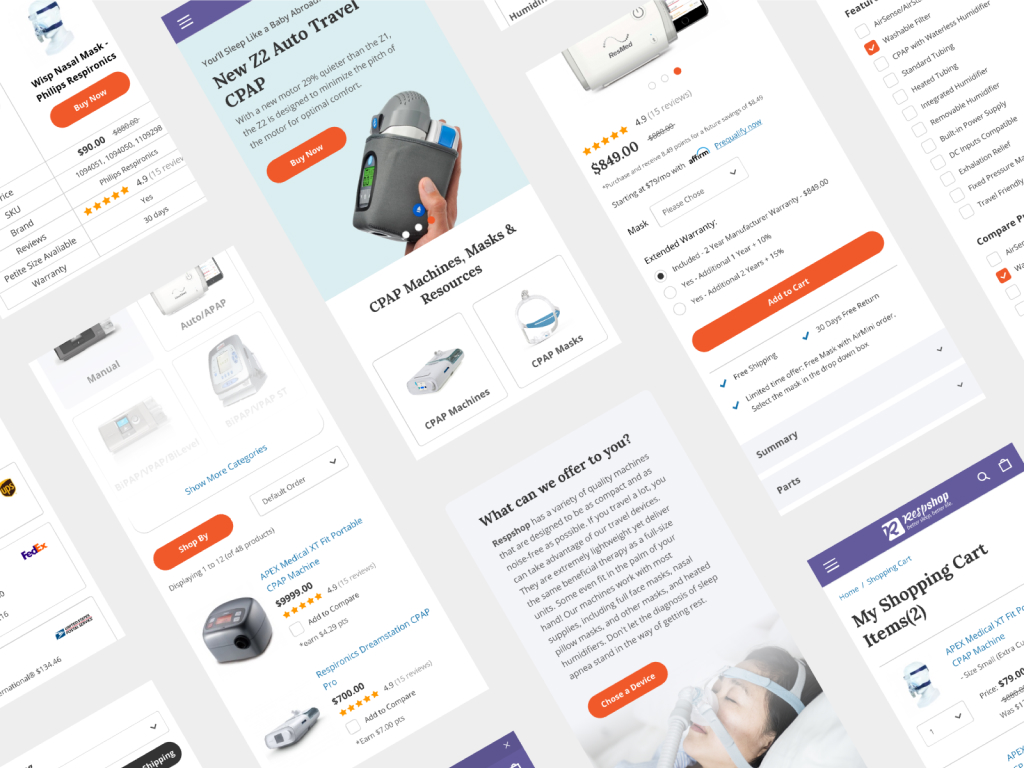 Wisp Nasal Mask -
Philips Respironics
Buy Now
$90.00 $880.00
1094051, 1094050, 1109298
SKU
Philips Respironics
Brand
4.9 (15 reviews
Reviews
Yes
Petite Size Available
30 days
Warranty
You'll Sleep Like a Baby Abroad
New Z2 Auto Travel
CPAP
With a new motor 29% quieter than the Z1,
the Z2 is designed to minimize the pitch of
the motor for optimal comfort.
Buy Now
CPAP Machines, Masks &
Resources
CPAP Machines
CPAP Masks
ResMed
4.9 (15 reviews)
$849.00
*Purchase and receive 8.49 points for a future savings of $8.49
Starting at $79/mo with affirm Prequalify now
Mask
Please Chose
Extended Warranty:
Included - 2 Year Manufacturer Warranty - $849.00
Yes - Additional 1 Year + 10%
Yes - Additional 2 Years + 15%
Add to Cart
Free Shipping
30 Days Free Return
Limited time offer: Free Mask with AirMini order,
Select the mask in the drop down box
Summary
Parts
Washable Filter
CPAP with Waterless Humidifier
Standard Tubing
Heated Tubing
Integrated Humidifier
Removable Humidifier
Built-in Power Supply
DC Inputs Compatible
Exhalation Relief
Fixed Pressure
Travel Friendly
Manual
Auto/APAP
BiPAP/VPAP/BiLevel
BiPAP/VPAP ST
Show More Categories
Default Order
Shop By
Displaying 1 to 12 (of 48 products)
APEX Medical XT Fit Portable
CPAP Machine
$9999.00
4.9 (15 reviews)
Add to Compare
*earn $4.29 pts
Respironics Dreamstation CPAP
Pro
$700.00
4.9 (15 reviews)
Add to Compare
*Earn $7.00 pts
ups
FedEx
UNITED STATES
POSTAL SERVICE
$134.46
Shipping
What can we offer to you?
Respshop has a variety of quality machines
that are designed to be as compact and as
noise-free as possible. If you travel a lot, you
can take advantage of our travel devices.
They are extremely lightweight yet deliver
the same beneficial therapy as a full-size
units. Some even fit in the palm of your
hand! Our machines work with most
supplies, including full face masks, nasal
pillow masks, and other masks, and heated
humidifiers. Don't let the diagnosis of sleep
apnea stand in the way of getting rest.
Chose a Device
Respshop
better sleep. better life.
Home / Shopping Cart
My Shopping Cart
Items(2)
APEX Medical XT Fit Po
CPAP Machine
- Size Small (Extra Cu
Price: $79.00
Was $1
1